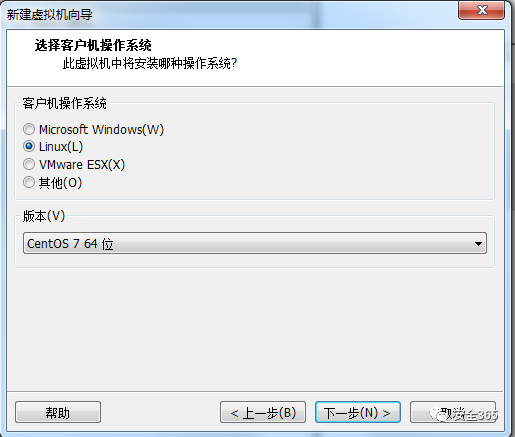 新建虚拟机向导
选择客户机操作系统
此虚拟机中将安装哪种操作系统?
客户机操作系统
Microsoft Windows(W)
Linux(L)
VMware ESX(X)
其他(O)
版本(V)
CentOS 7 64 位
帮助
< 上一步(B)
下一步(N) >
取消
安全365